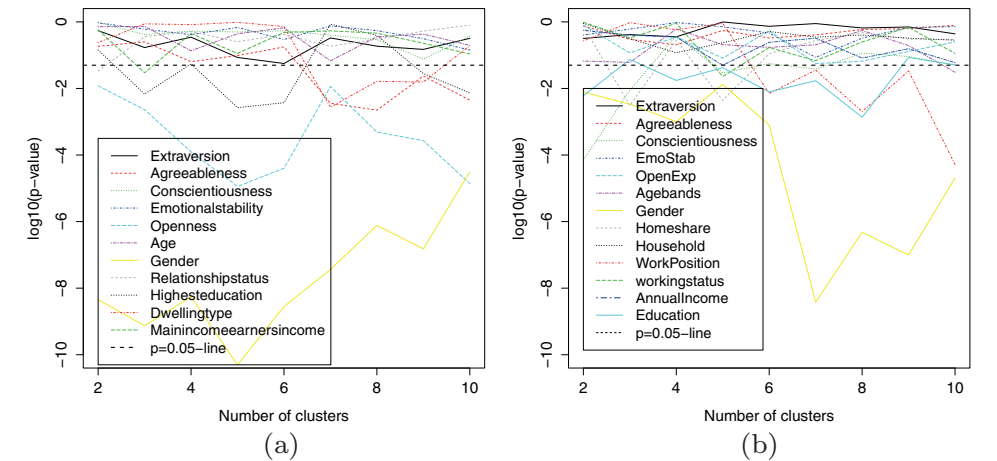 0
−2
−4
−6
−8
−10
log10(p−value)
Extraversion
Agreeableness
Conscientiousness
Emotionalstability
Openness
Age
Gender
Relationshipstatus
Highesteducation
Dwellingtype
Mainincomeearnersincome
p=0.05−line
2 4 6 8 10
Number of clusters
(a)
0
−2
−4
−6
−8
−10
log10(p−value)
Extraversion
Agreeableness
Conscientiousness
EmoStab
OpenExp
Agebands
Gender
Homeshare
Household
WorkPosition
workingstatus
AnnualIncome
Education
p=0.05−line
2 4 6 8 10
Number of clusters
(b)